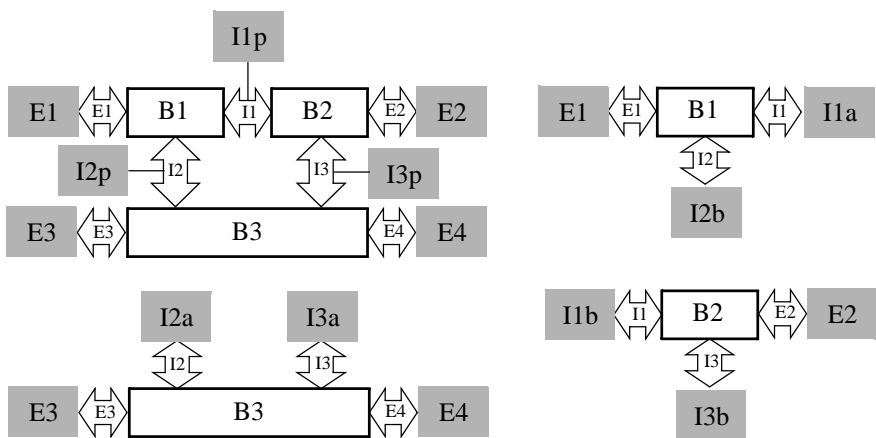 I1p
E1 E1 B1 I1 B2 E2 E2
I2p I2 I3 I3p
E3 E3 B3 E4 E4
E1 E1 B1 I1 I1a
I2
I2b
I2a I3a
I2 I3
E3 E3 B3 E4 E4
I1b I1 B2 E2 E2
I3
I3b